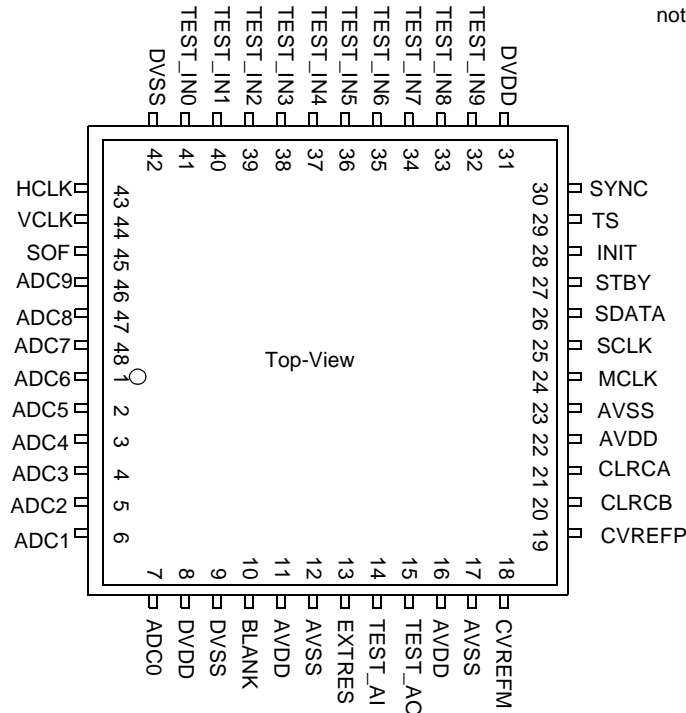 not
DVSS
TEST_IN0
TEST_IN1
TEST_IN2
TEST_IN3
TEST_IN4
TEST_IN5
TEST_IN6
TEST_IN7
TEST_IN8
TEST_IN9
DVDD
42
41
40
39
38
37
36
35
34
33
32
31
HCLK 43
VCLK 44
SOF 45
ADC9 46
ADC8 47
ADC7 48
ADC6 1
ADC5 2
ADC4 3
ADC3 4
ADC2 5
ADC1 6
Top-View
30 SYNC
29 TS
28 INIT
27 STBY
26 SDATA
25 SCLK
24 MCLK
23 AVSS
22 AVDD
21 CLRCA
20 CLRCB
19 CVREFP
7
8
9
10
11
12
13
14
15
16
17
18
ADC0
DVDD
DVSS
BLANK
AVDD
AVSS
EXTRES
TEST_AI
TEST_AO
AVDD
AVSS
CVREFM